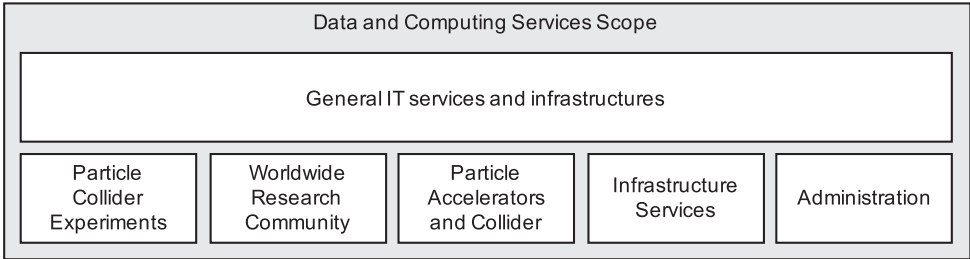 Data and Computing Services Scope
General IT services and infrastructures
Particle
Collider
Experiments
Worldwide
Research
Community
Particle
Accelerators
and Collider
Infrastructure
Services
Administration